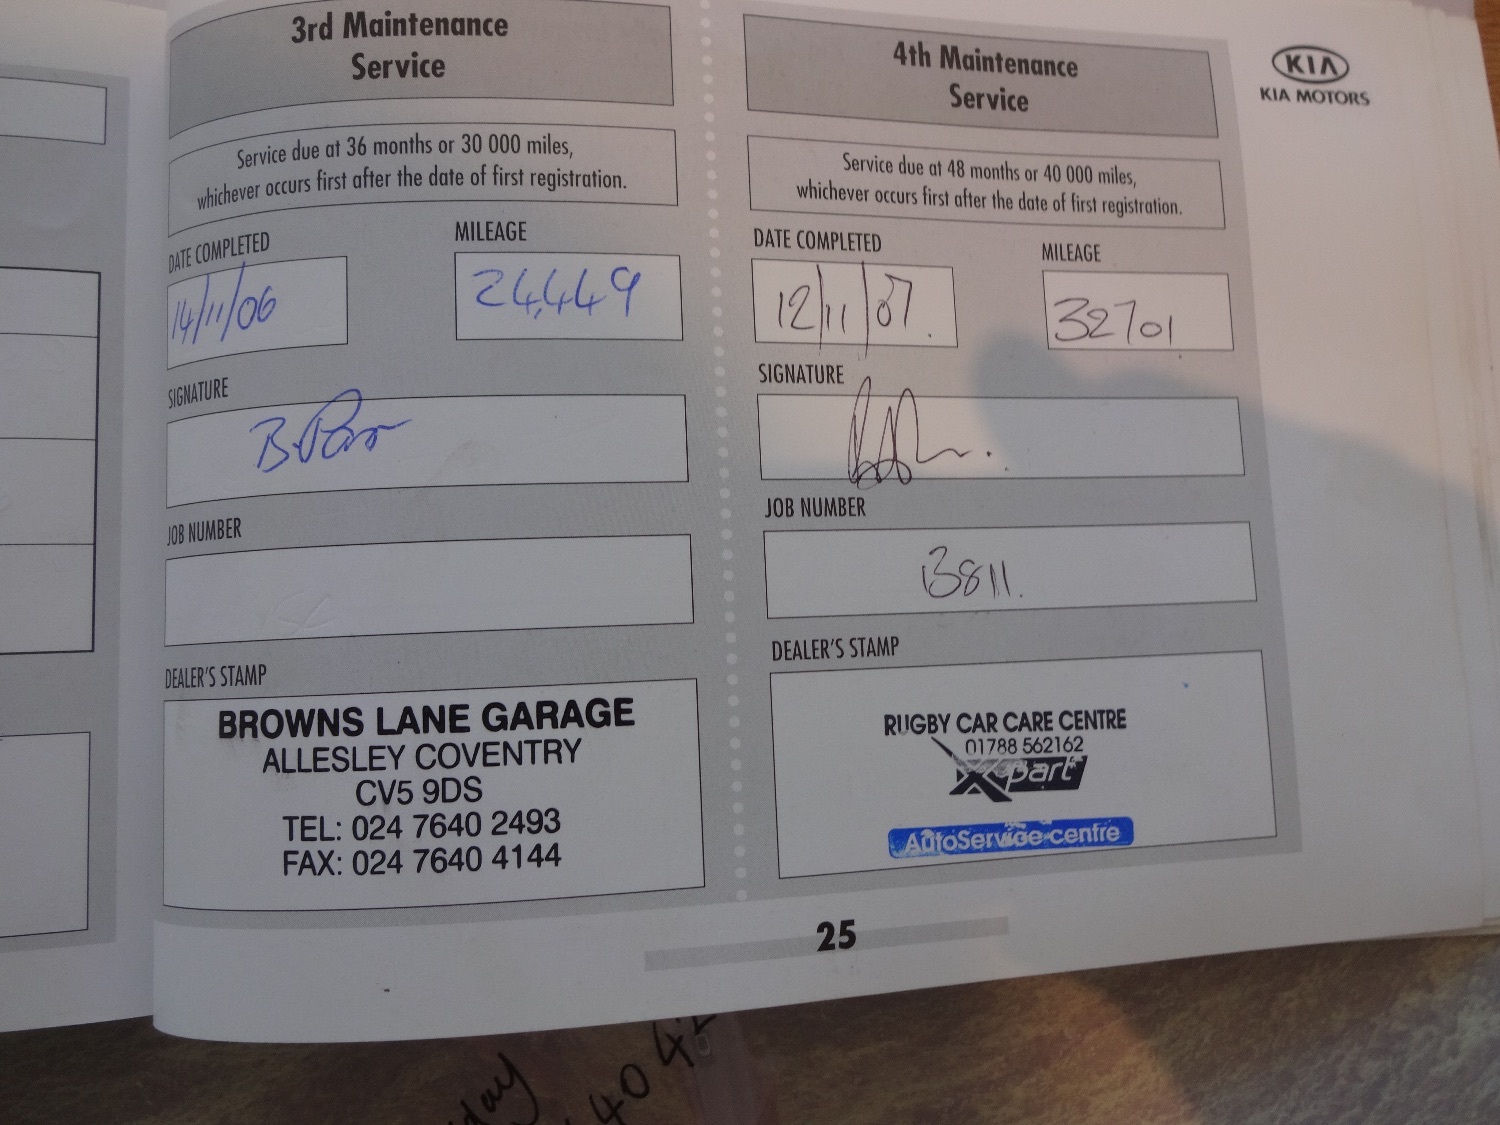 3rd Maintenance
Service
Service due at 36 months or 30 000 miles,
whichever occurs first after the date of first registration.
DATE COMPLETED
MILEAGE
14/11/06
24,449
SIGNATURE
JOB NUMBER
DEALER'S STAMP
BROWNS LANE GARAGE
ALLESLEY COVENTRY
CV5 9DS
TEL: 024 7640 2493
FAX: 024 7640 4144
4th Maintenance
Service
Service due at 48 months or 40 000 miles,
whichever occurs first after the date of first registration.
DATE COMPLETED
MILEAGE
12/11/07.
32701
SIGNATURE
JOB NUMBER
13811.
DEALER'S STAMP
RUGBY CAR CARE CENTRE
01788 562162
Xpart
AutoService centre
KIA
KIA MOTORS
25